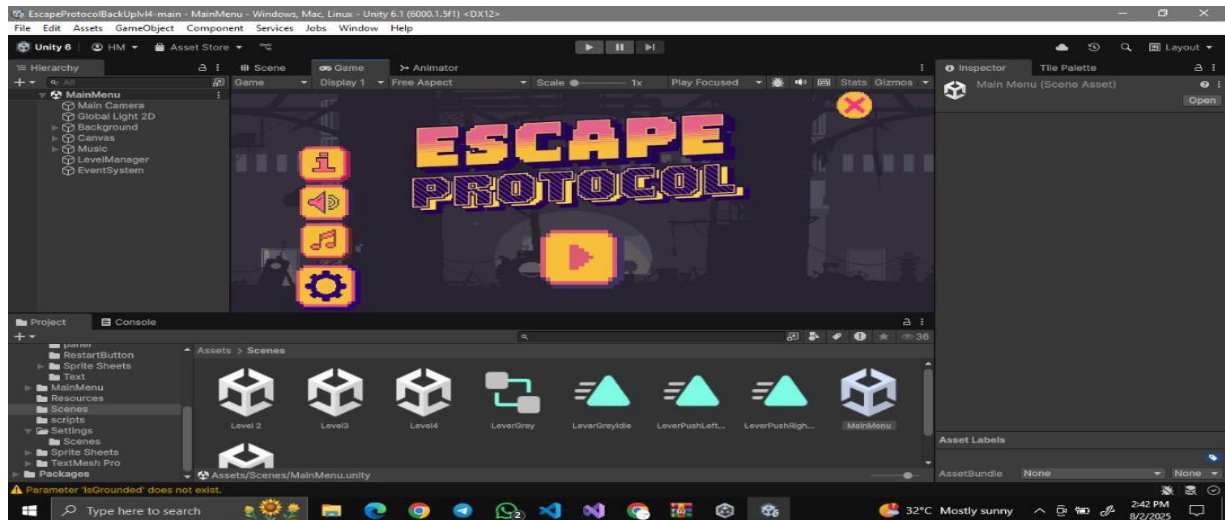 EscapeProtocolBackUplvl4-main - MainMenu - Windows, Mac, Linux - Unity 6.1 (6000.1.5f1) <DX12>
File Edit Assets GameObject Component Services Jobs Window Help
Unity 6 HM Asset Store Layout
Hierarchy Scene Game Animator Inspector Tile Palette
All Game Display 1 Free Aspect Scale 1x Play Focused Stats Gizmos Main Menu (Scene Asset)
Open
MainMenu
Main Camera
Global Light 2D
Background
Canvas
Music
LevelManager
EventSystem
ESCAPE
PROTOCOL
Project Console
36
panel
RestartButton
Sprite Sheets
Text
MainMenu
Resources
Scenes
scripts
Settings
Scenes
Sprite Sheets
TextMesh Pro
Packages
Assets > Scenes
Level 2 Level3 Level4 LeverGrey LeverGreyIdle LeverPushLeft... LeverPushRigh... MainMenu
Assets/Scenes/MainMenu.unity
Asset Labels
AssetBundle None None
Parameter 'IsGrounded' does not exist.
Type here to search 2 32°C Mostly sunny 2:42 PM
8/2/2025